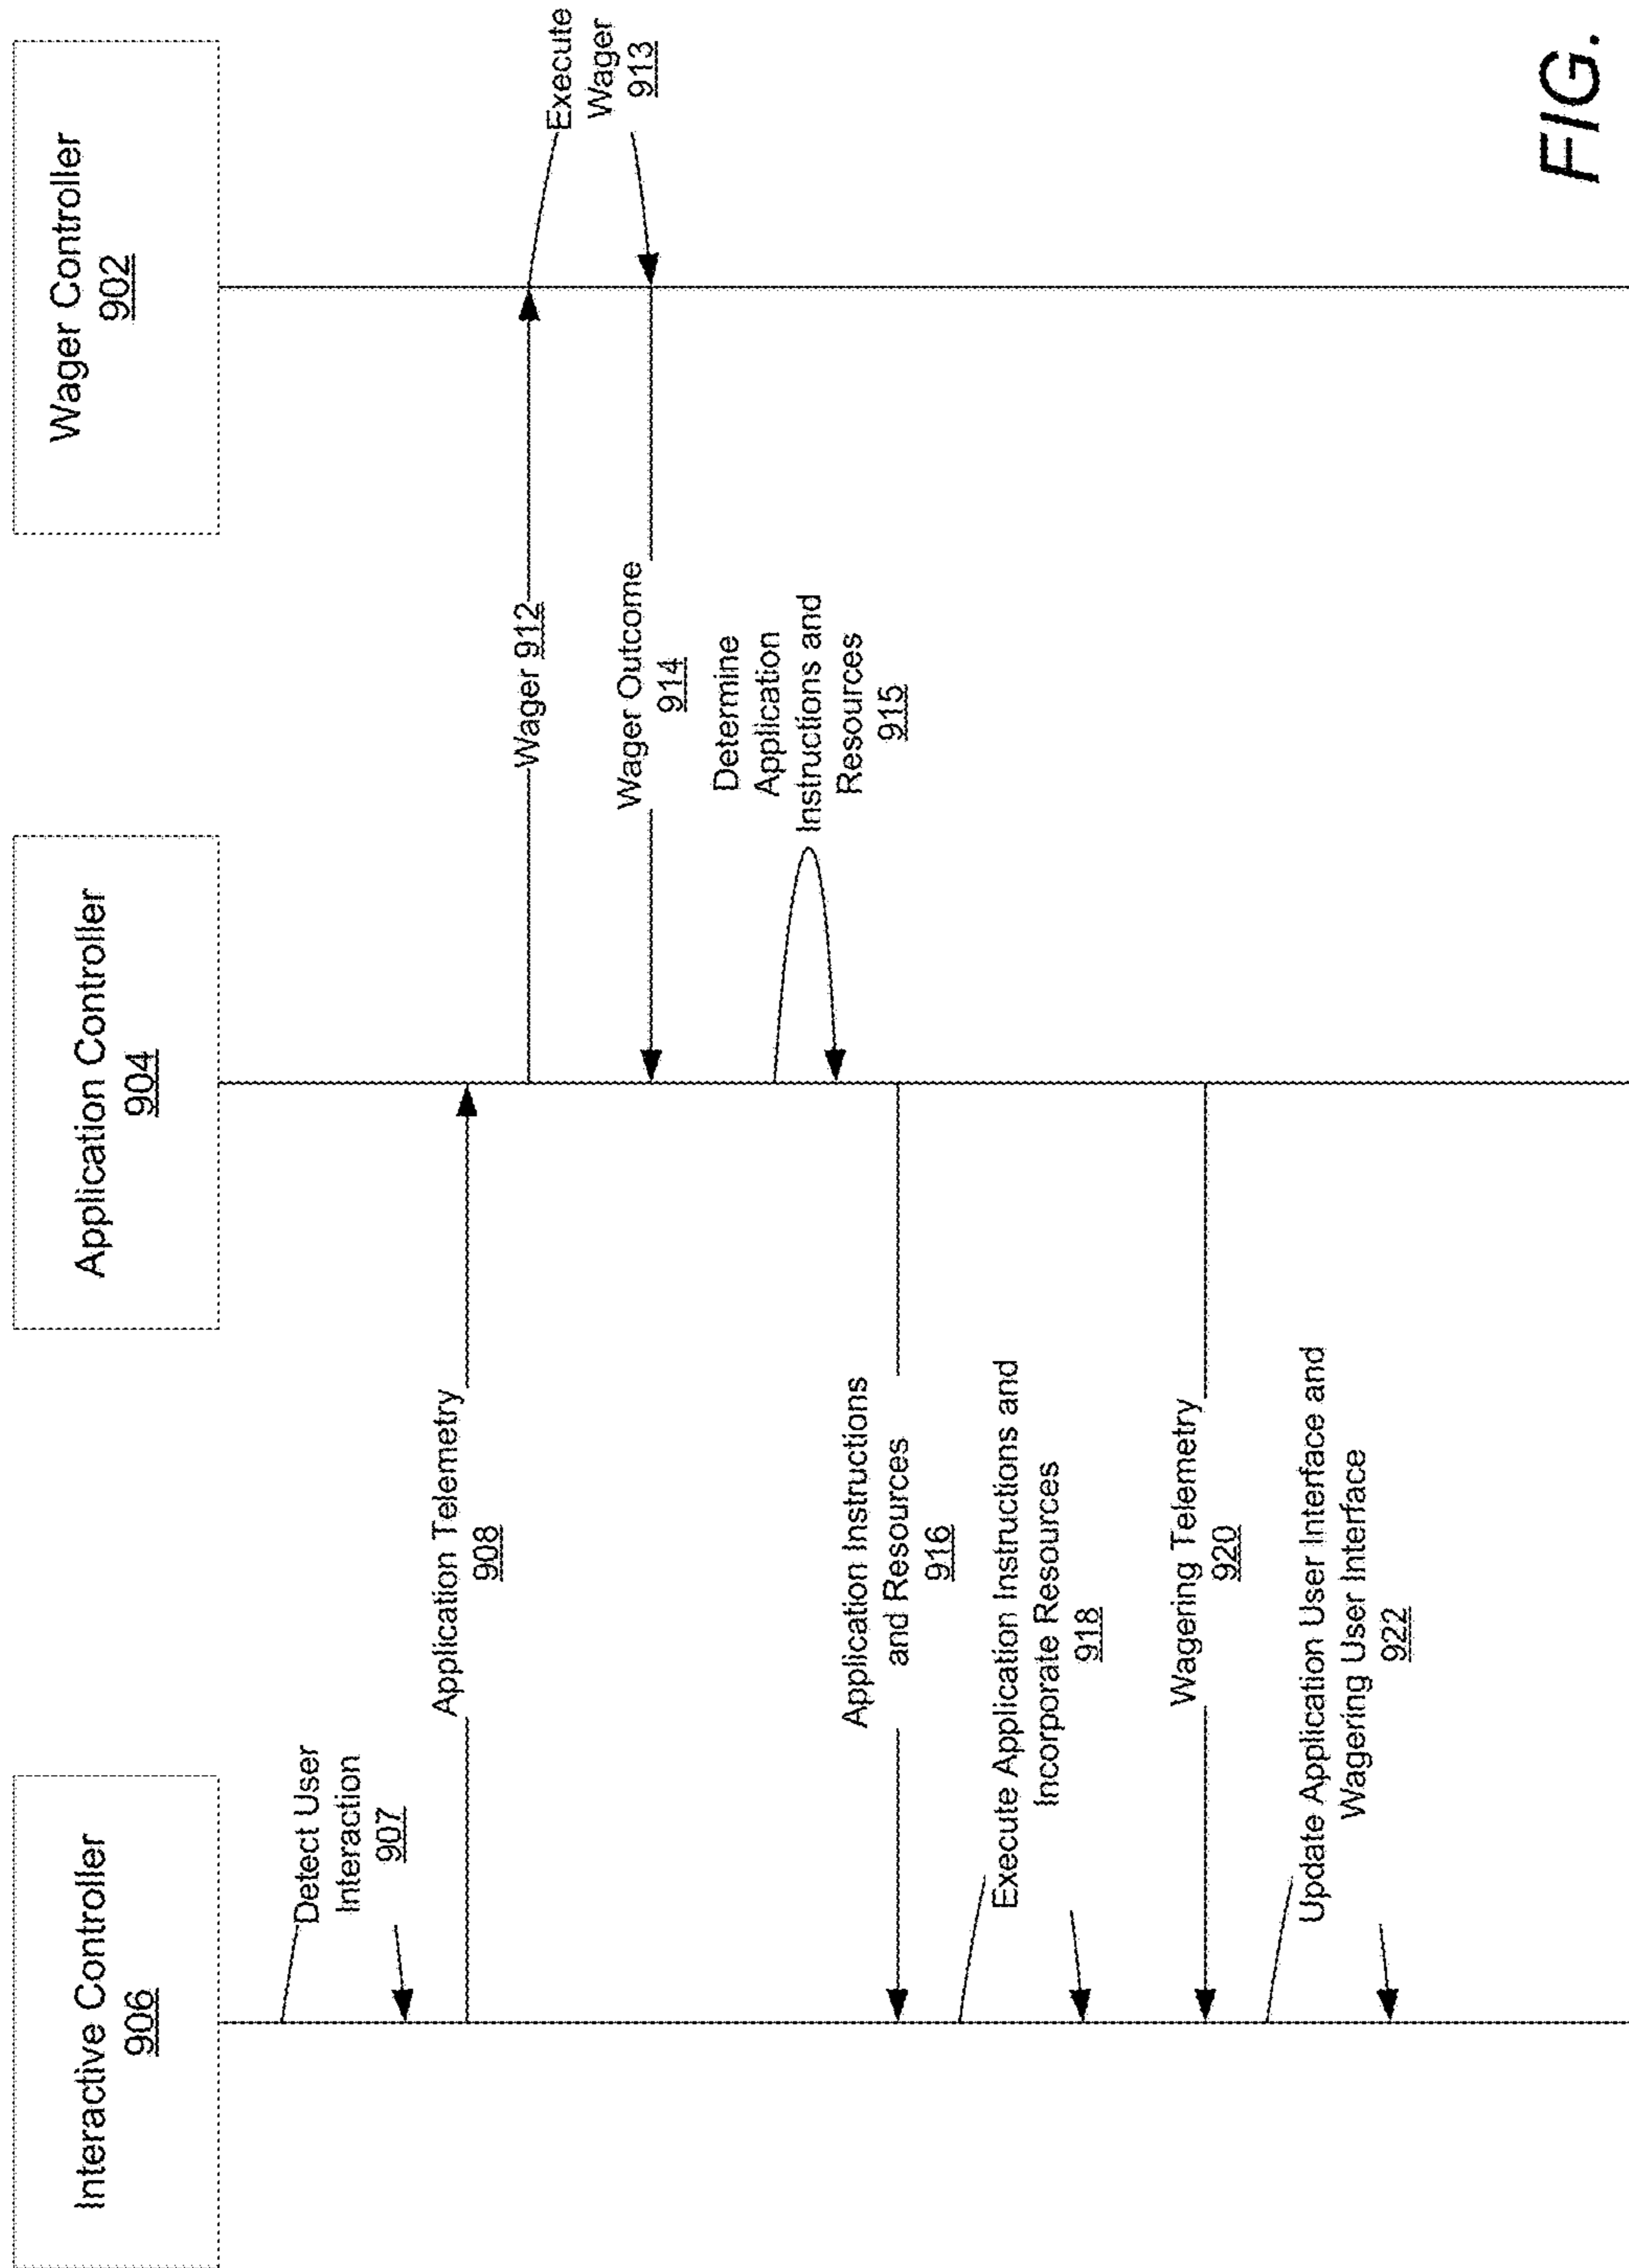 Interactive Controller
906
Application Controller
904
Wager Controller
902
Detect User
Interaction
907
Application Telemetry
908
Wager 912
Execute
Wager
913
Wager Outcome
914
Determine
Application
Instructions and
Resources
915
Application Instructions
and Resources
916
Execute Application Instructions and
Incorporate Resources
918
Wagering Telemetry
920
Update Application User Interface and
Wagering User Interface
922
FIG.